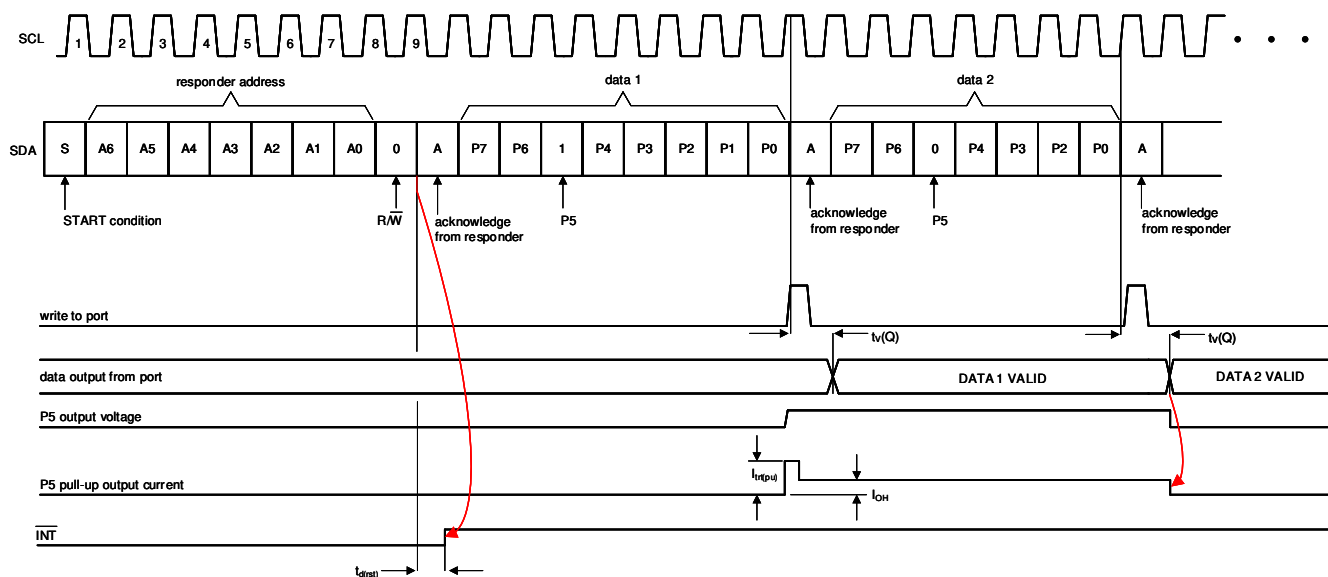 SCL 1 2 3 4 5 6 7 8 9 • • •
responder address data 1 data 2
SDA S A6 A5 A4 A3 A2 A1 A0 0 A P7 P6 1 P4 P3 P2 P1 P0 A P7 P6 0 P4 P3 P2 P0 A
START condition R/W̅ acknowledge P5 acknowledge P5 acknowledge
from responder from responder from responder
write to port
tv(Q) tv(Q)
data output from port DATA 1 VALID DATA 2 VALID
P5 output voltage
Itrt(pu)
P5 pull-up output current
IOH
I̅N̅T̅
td(rst)